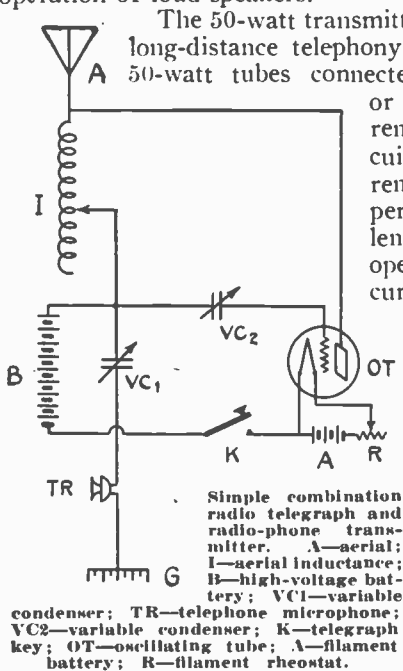 operation of loud speakers.
The 50-watt transmitt
long-distance telephony
50-watt tubes connecte
or
ren
cui
ren
per
len
ope
cur
A
I
B
VC1
VC2
OT
K
A
R
TR
G
Simple combination
radio telegraph and
radio-phone trans-
mitter. A—aerial;
I—aerial inductance;
B—high-voltage bat-
tery; VC1—variable
condenser; TR—telephone microphone;
VC2—variable condenser; K—telegraph
key; OT—oscillating tube; A—filament
battery; R—filament rheostat.